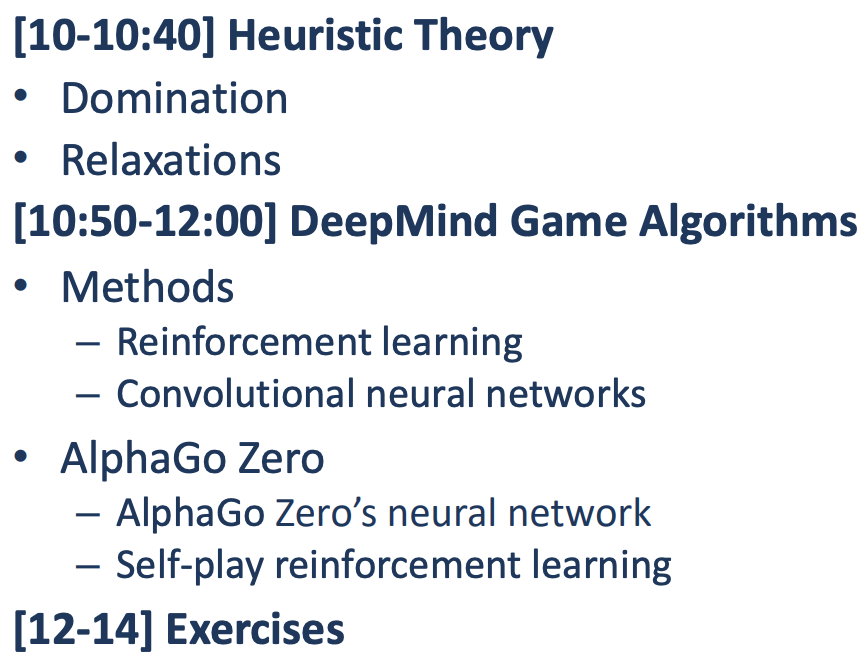 [10-10:40] Heuristic Theory
• Domination
• Relaxations
[10:50-12:00] DeepMind Game Algorithms
• Methods
– Reinforcement learning
– Convolutional neural networks
• AlphaGo Zero
– AlphaGo Zero’s neural network
– Self-play reinforcement learning
[12-14] Exercises